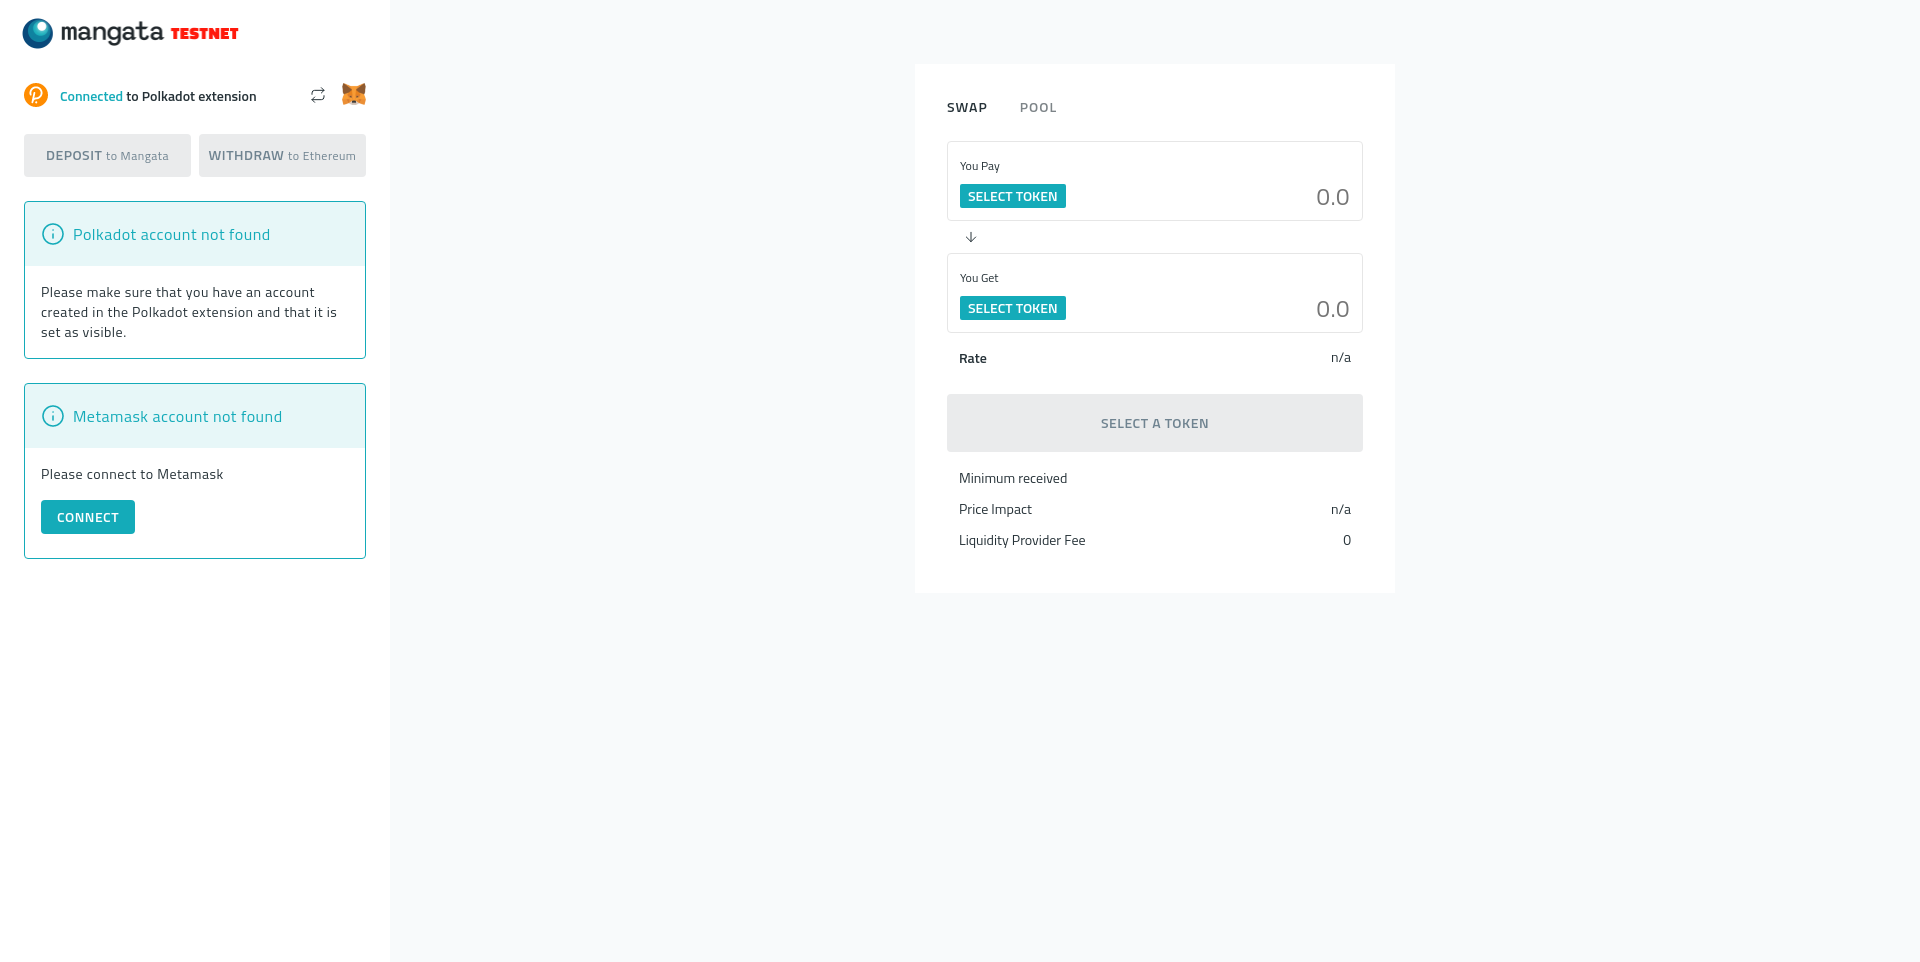 mangata TESTNET
Connected to Polkadot extension
DEPOSIT to Mangata
WITHDRAW to Ethereum
Polkadot account not found
Please make sure that you have an account
created in the Polkadot extension and that it is
set as visible.
Metamask account not found
Please connect to Metamask
CONNECT
SWAP
POOL
You Pay
SELECT TOKEN
0.0
You Get
SELECT TOKEN
0.0
Rate
n/a
SELECT A TOKEN
Minimum received
Price Impact
n/a
Liquidity Provider Fee
0